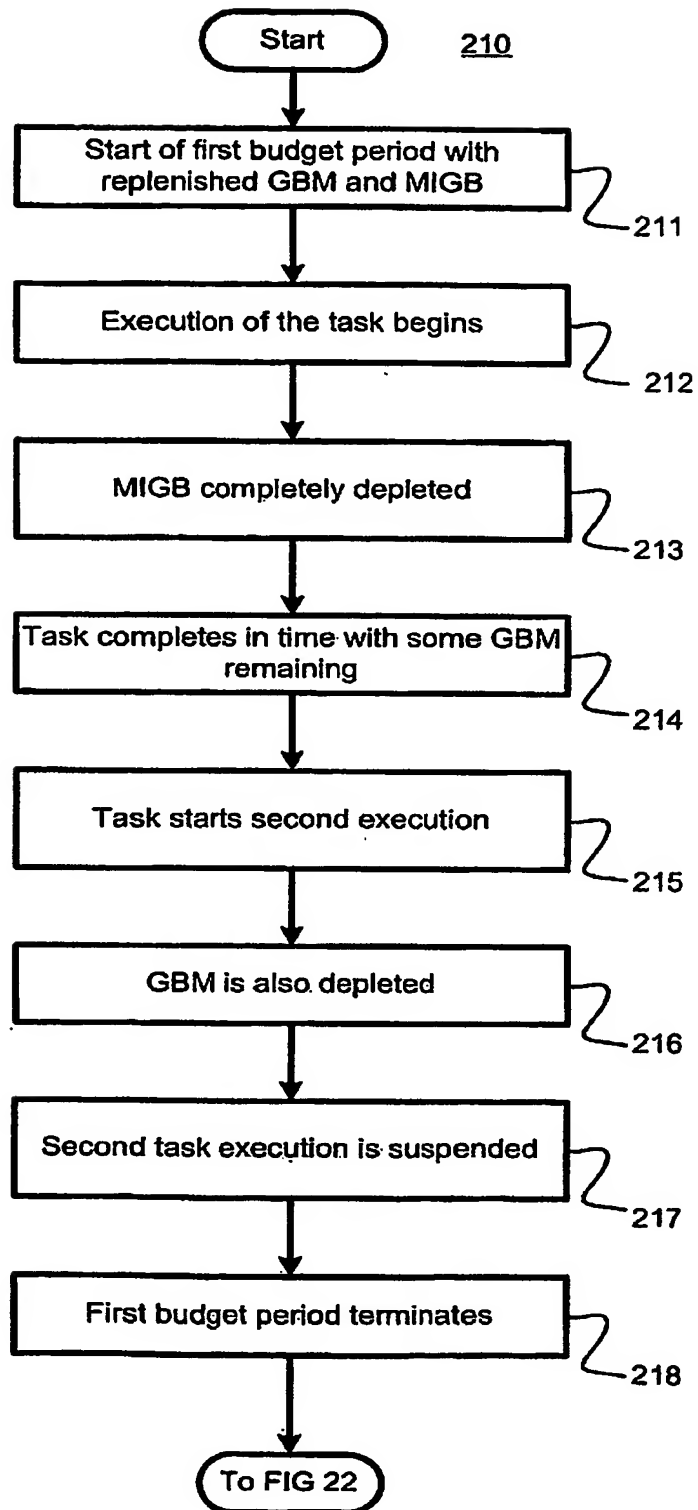 Start
210
Start of first budget period with
replenished GBM and MIGB
211
Execution of the task begins
212
MIGB completely depleted
213
Task completes in time with some GBM
remaining
214
Task starts second execution
215
GBM is also depleted
216
Second task execution is suspended
217
First budget period terminates
218
To FIG 22